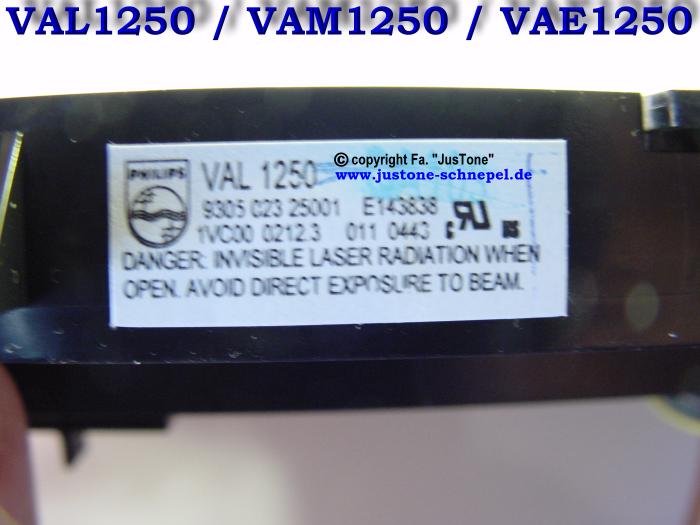 VAL1250 / VAM1250 / VAE1250
© copyright Fa. "JusTone"
www.justone-schnepel.de
PHILIPS
VAL 1250
9305 023 25001 E143838
1VC00 0212.3 011 0443 c US
DANGER: INVISIBLE LASER RADIATION WHEN
OPEN. AVOID DIRECT EXPOSURE TO BEAM.